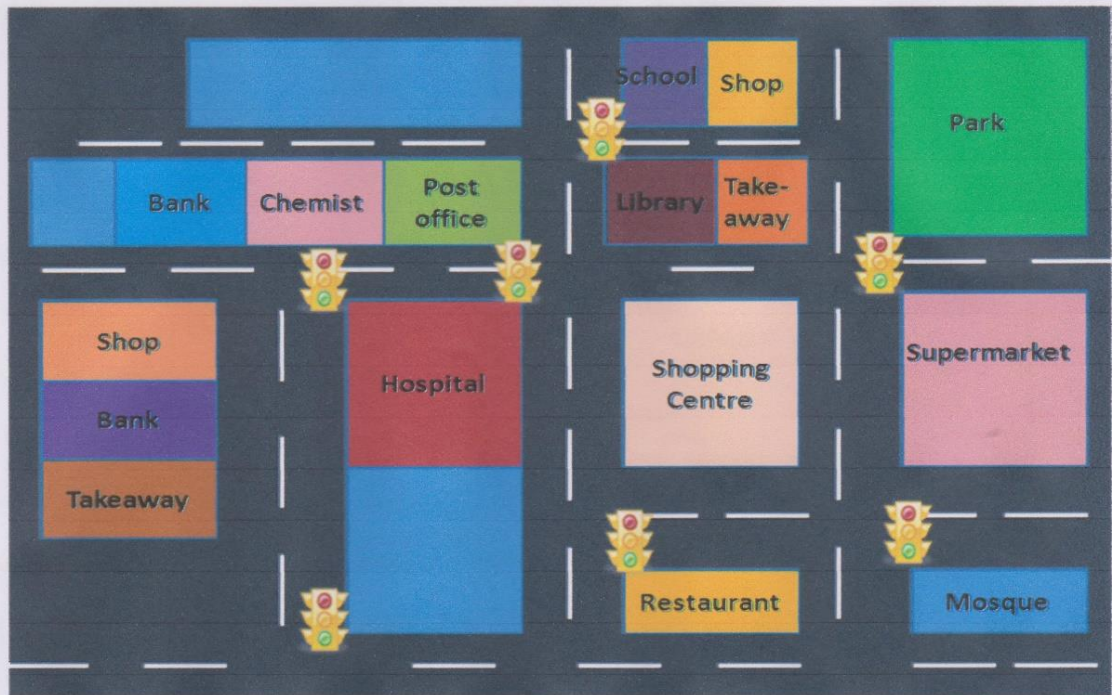 School
Shop
Park
Bank
Chemist
Post
office
Library
Take-
away
Shop
Bank
Takeaway
Hospital
Shopping
Centre
Supermarket
Restaurant
Mosque